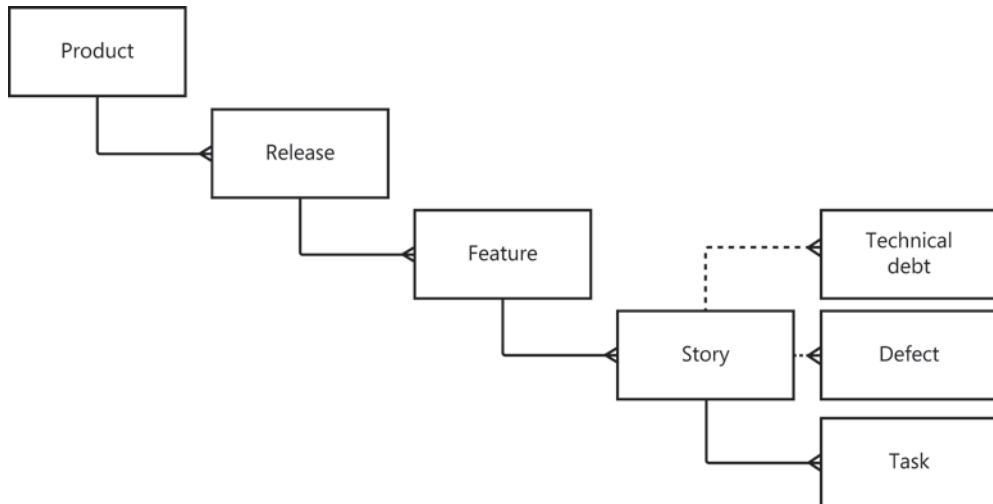 Product
Release
Feature
Technical
debt
Story
Defect
Task